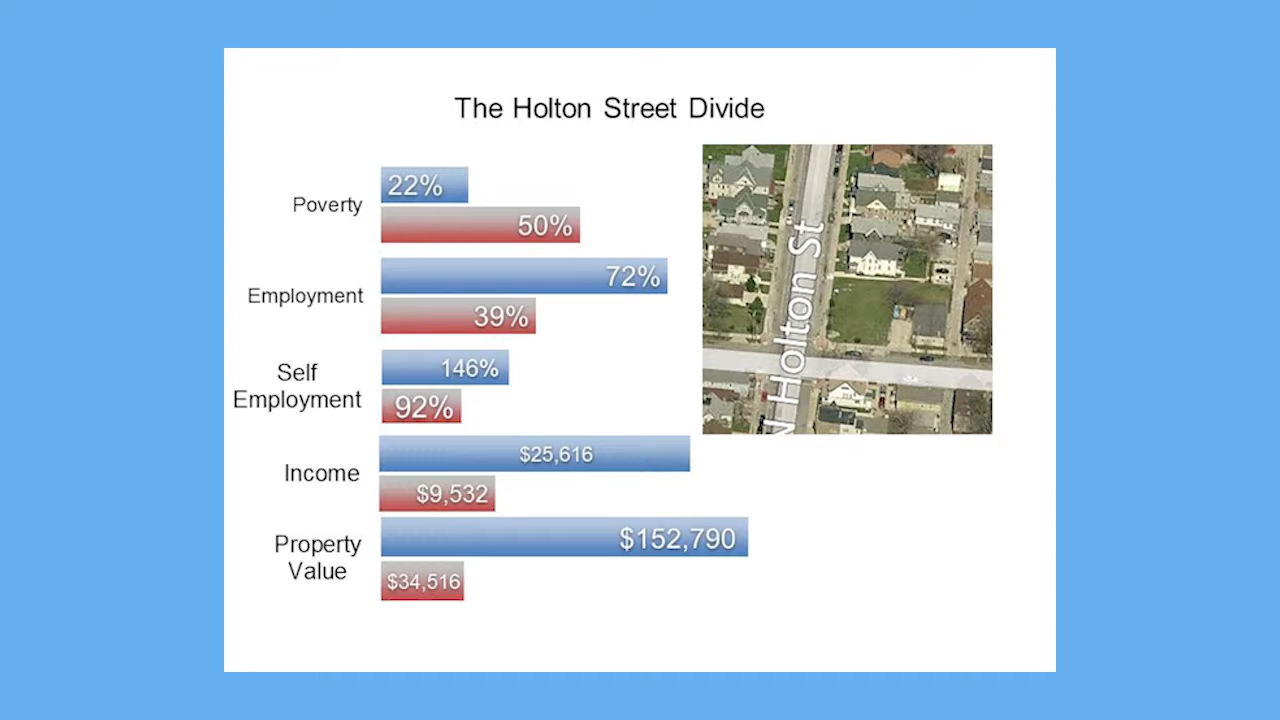 The Holton Street Divide
Poverty
22%
50%
Employment
72%
39%
Self
Employment
146%
92%
Income
$25,616
$9,532
Property
Value
$152,790
$34,516
N Holton St